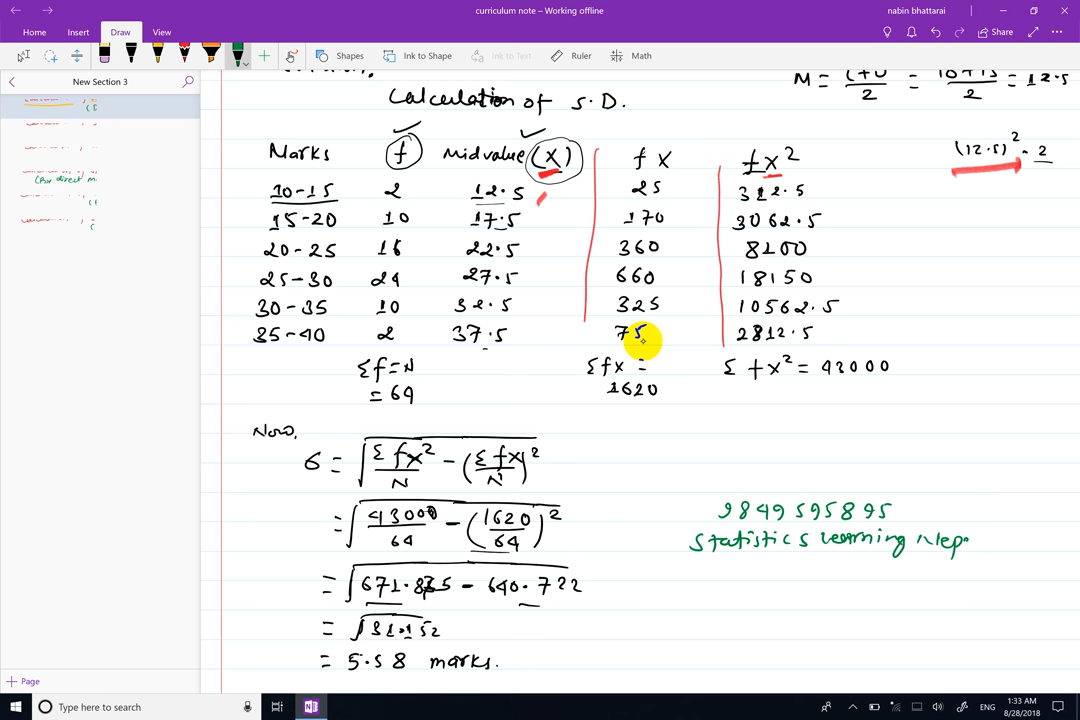 curriculum note – Working offline
nabin bhattarai
Home Insert Draw View
Share
Shapes Ink to Shape Ink to Text Ruler Math
New Section 3
Calculation of S.D.
M = = 10+15 = 12.5
2 2
Marks f Midvalue (X) fX fX²
(12.5)² · 2
10-15 2 12.5 25 312.5
15-20 10 17.5 170 3062.5
20-25 16 22.5 360 8100
25-30 24 27.5 660 18150
30-35 10 32.5 325 10562.5
35-40 2 37.5 75 2812.5
Σf=N Σfx = Σfx² = 43000
= 64 1620
Now,
σ = √Σfx²/N - (Σfx/N)²
= √43000/64 - (1620/64)²
9849595895
Statistics learning Nep
= √671.875 - 640.722
= √31.152
= 5.58 marks.
+ Page
Type here to search
ENG
1:33 AM
8/28/2018